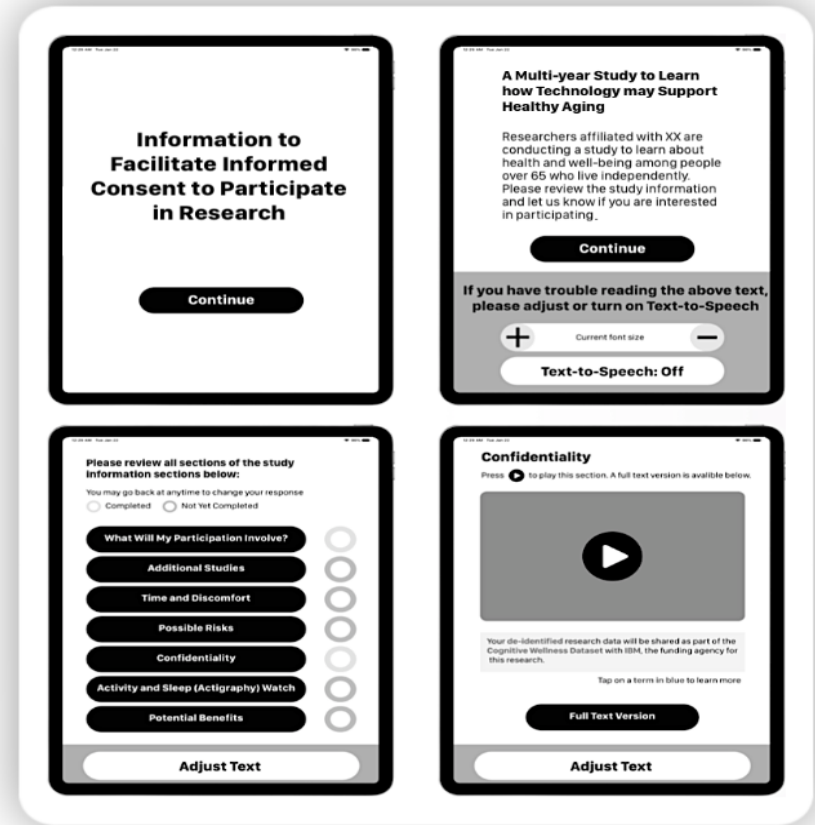 Information to
Facilitate Informed
Consent to Participate
in Research
Continue
A Multi-year Study to Learn
how Technology may Support
Healthy Aging
Researchers affiliated with XX are
conducting a study to learn about
health and well-being among people
over 65 who live independently.
Please review the study information
and let us know if you are interested
in participating.
Continue
If you have trouble reading the above text,
please adjust or turn on Text-to-Speech
+ Current font size −
Text-to-Speech: Off
Please review all sections of the study
information sections below:
You may go back at anytime to change your response
Completed Not Yet Completed
What Will My Participation Involve?
Additional Studies
Time and Discomfort
Possible Risks
Confidentiality
Activity and Sleep (Actigraphy) Watch
Potential Benefits
Adjust Text
Confidentiality
Press to play this section. A full text version is avalible below.
Your de-identified research data will be shared as part of the
Cognitive Wellness Dataset with IBM, the funding agency for
this research.
Tap on a term in blue to learn more
Full Text Version
Adjust Text